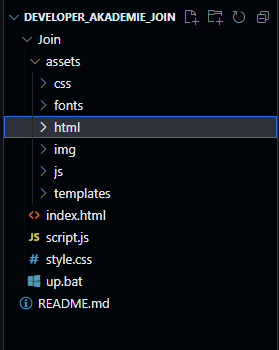 DEVELOPER_AKADEMIE_JOIN
Join
assets
css
fonts
html
img
js
templates
index.html
JS script.js
# style.css
up.bat
README.md